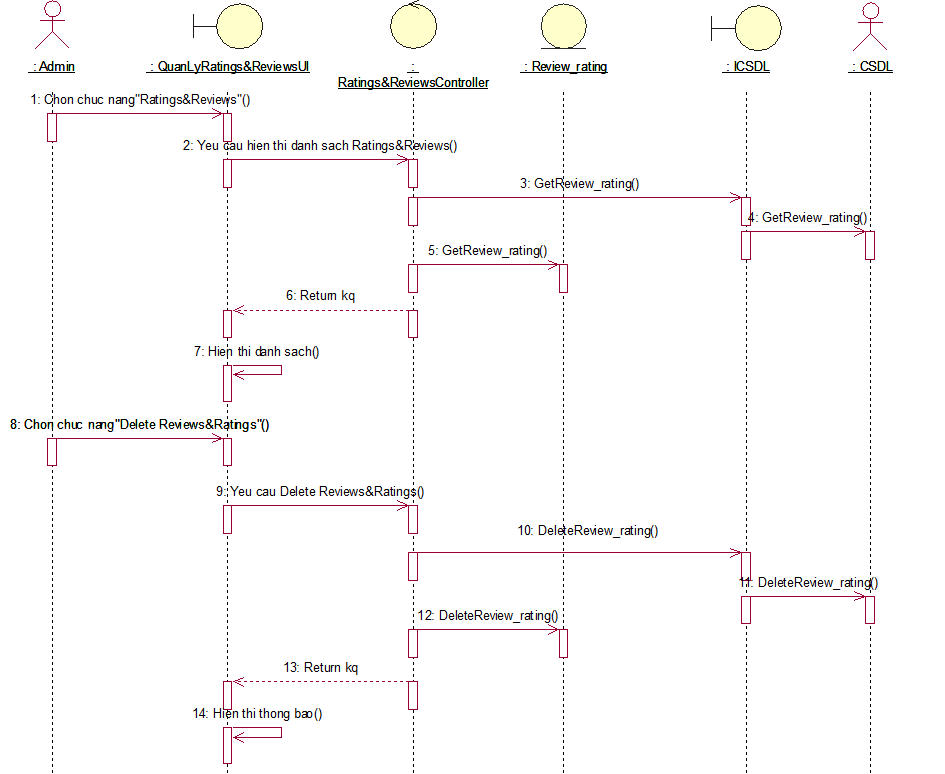 : Admin
: QuanLyRatings&ReviewsUI
:
Ratings&ReviewsController
: Review_rating
: ICSDL
: CSDL
1: Chon chuc nang"Ratings&Reviews"()
2: Yeu cau hien thi danh sach Ratings&Reviews()
3: GetReview_rating()
4: GetReview_rating()
5: GetReview_rating()
6: Return kq
7: Hien thi danh sach()
8: Chon chuc nang"Delete Reviews&Ratings"()
9: Yeu cau Delete Reviews&Ratings()
10: DeleteReview_rating()
11: DeleteReview_rating()
12: DeleteReview_rating()
13: Return kq
14: Hien thi thong bao()